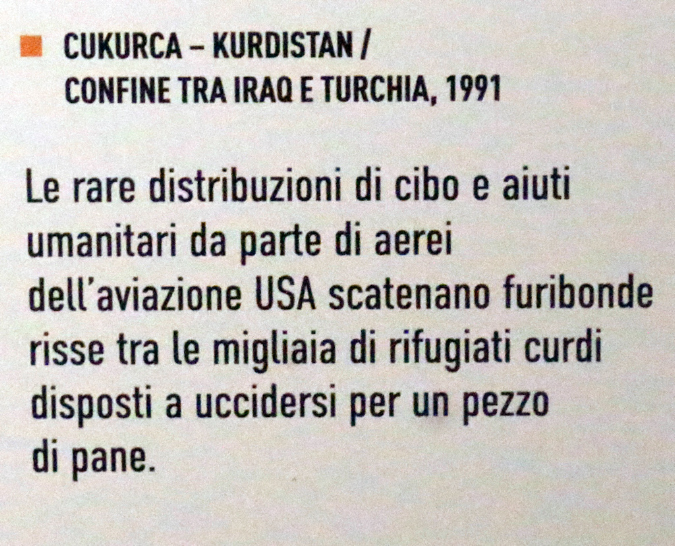 CUKURCA – KURDISTAN /
CONFINE TRA IRAQ E TURCHIA, 1991
Le rare distribuzioni di cibo e aiuti
umanitari da parte di aerei
dell'aviazione USA scatenano furibonde
risse tra le migliaia di rifugiati curdi
disposti a uccidersi per un pezzo
di pane.